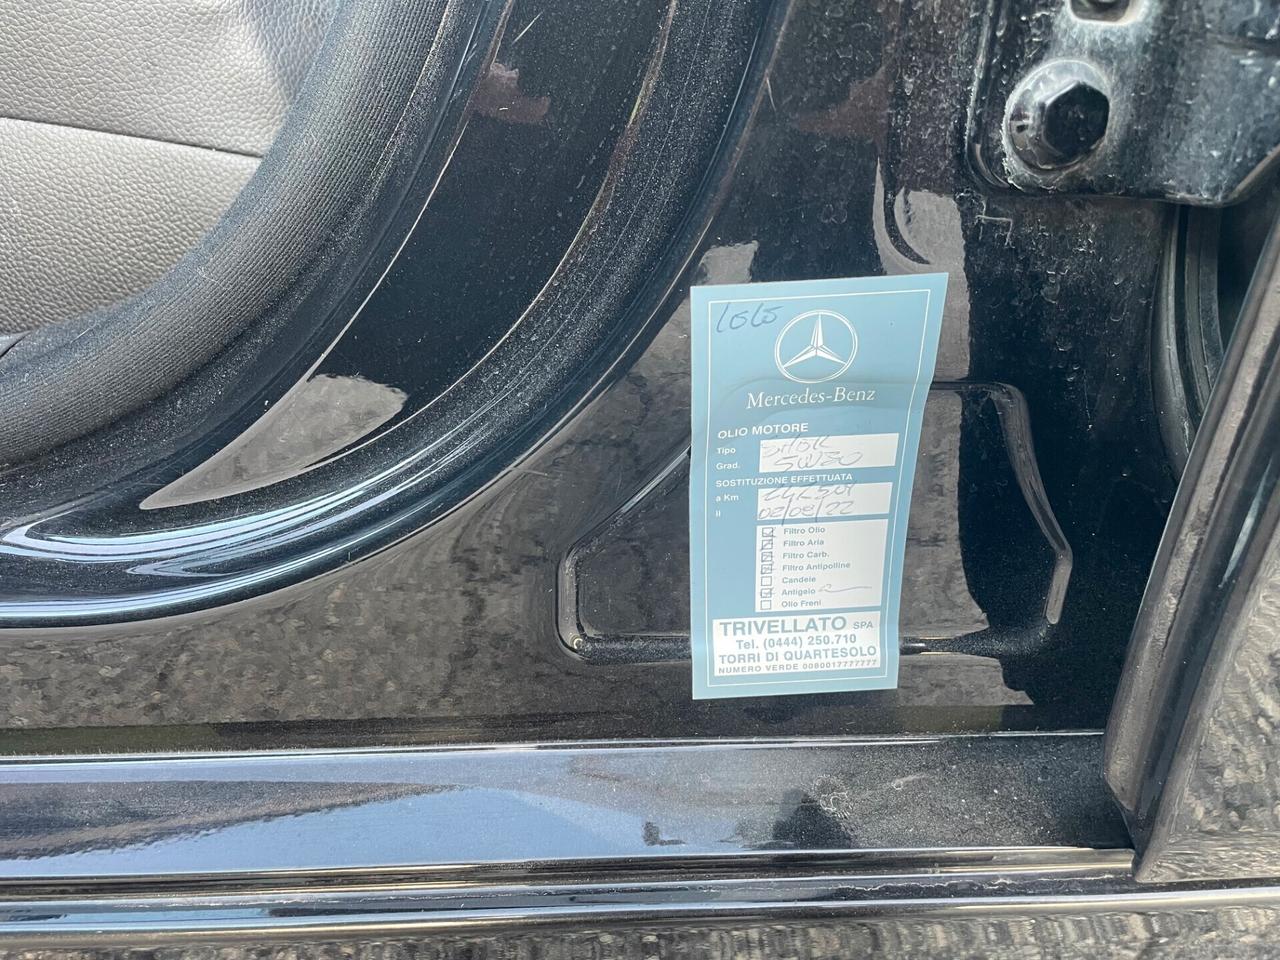 Mercedes-Benz
OLIO MOTORE
Tipo
Grad. 5W30
SOSTITUZIONE EFFETTUATA
a Km
il 02/08/22
Filtro Olio
Filtro Aria
Filtro Carb.
Filtro Antipolline
Candele
Antigelo
Olio Freni
TRIVELLATO SPA
Tel. (0444) 250.710
TORRI DI QUARTESOLO
NUMERO VERDE 0080017777777